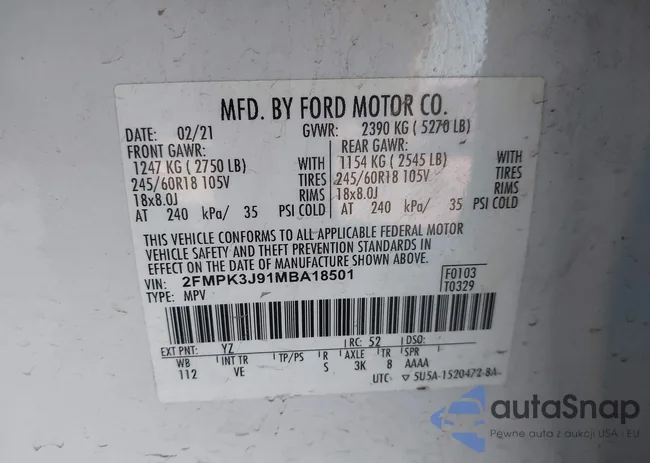 MFD. BY FORD MOTOR CO.
DATE: 02/21 GVWR: 2390 KG ( 5270 LB)
FRONT GAWR: REAR GAWR:
1247 KG ( 2750 LB) WITH 1154 KG ( 2545 LB) WITH
245/60R18 105V TIRES 245/60R18 105V TIRES
18x8.0J RIMS 18x8.0J RIMS
AT 240 kPa/ 35 PSI COLD AT 240 kPa/ 35 PSI COLD
THIS VEHICLE CONFORMS TO ALL APPLICABLE FEDERAL MOTOR
VEHICLE SAFETY AND THEFT PREVENTION STANDARDS IN
EFFECT ON THE DATE OF MANUFACTURE SHOWN ABOVE.
VIN: 2FMPK3J91MBA18501 F0103
TYPE: MPV T0329
EXT PNT: YZ RC: 52 DSO:
WB INT TR TP/PS R AXLE TR SPR
112 VE S 3K 8 AAAA
UTC ▽ 5U5A-1520472-BA
autaSnap
Pewne auta z aukcji USA - EU